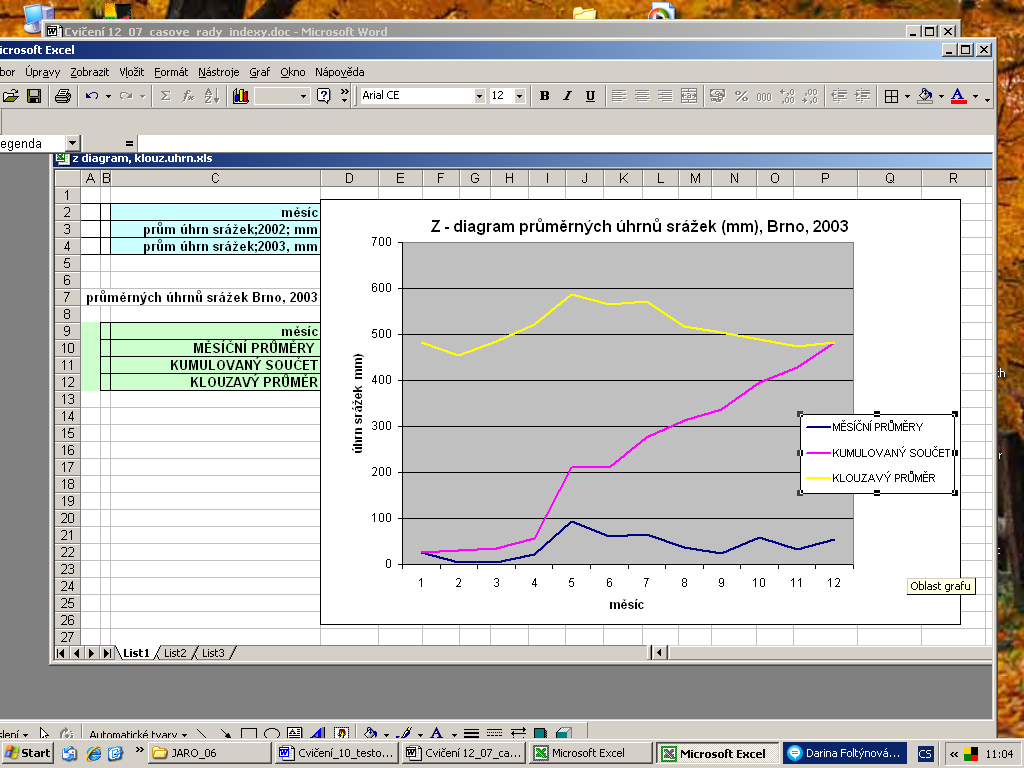 Cvičení 12_07_casove_rady_indexy.doc - Microsoft Word
icrosoft Excel
bor Úpravy Zobrazit Vložit Formát Nástroje Graf Okno Nápověda
Arial CE 12 B I U
egenda =
z diagram, klouz.uhrn.xls
A B C D E F G H I J K L M N O P Q R
1
2 měsíc
3 prům úhrn srážek;2002; mm
4 prům úhrn srážek;2003, mm
5
6
7 průměrných úhrnů srážek Brno, 2003
8
9 měsíc
10 MĚSÍČNÍ PRŮMĚRY
11 KUMULOVANÝ SOUČET
12 KLOUZAVÝ PRŮMĚR
13
14
15
16
17
18
19
20
21
22
23
24
25
26
27
Z - diagram průměrných úhrnů srážek (mm), Brno, 2003
700
600
500
400
300
200
100
0
úhrn srážek mm)
1 2 3 4 5 6 7 8 9 10 11 12
měsíc
MĚSÍČNÍ PRŮMĚRY
KUMULOVANÝ SOUČET
KLOUZAVÝ PRŮMĚR
Oblast grafu
List1 List2 List3
slení Automatické tvary
Start JARO_06 Cvičení_10_testo... Cvičení 12_07_ca... Microsoft Excel Microsoft Excel Darina Foltýnová... CS 11:04